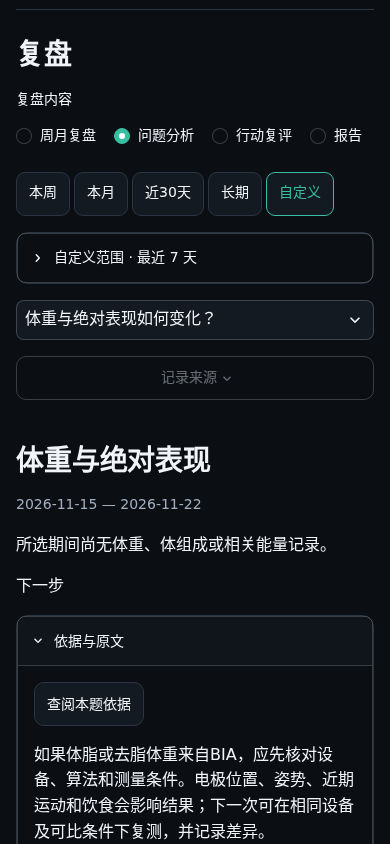 复盘
复盘内容
周月复盘 问题分析 行动复评 报告
本周 本月 近30天 长期 自定义
自定义范围 · 最近 7 天
体重与绝对表现如何变化？
记录来源
体重与绝对表现
2026-11-15 — 2026-11-22
所选期间尚无体重、体组成或相关能量记录。
下一步
依据与原文
查阅本题依据
如果体脂或去脂体重来自BIA，应先核对设
备、算法和测量条件。电极位置、姿势、近期
运动和饮食会影响结果；下一次可在相同设备
及可比条件下复测，并记录差异。